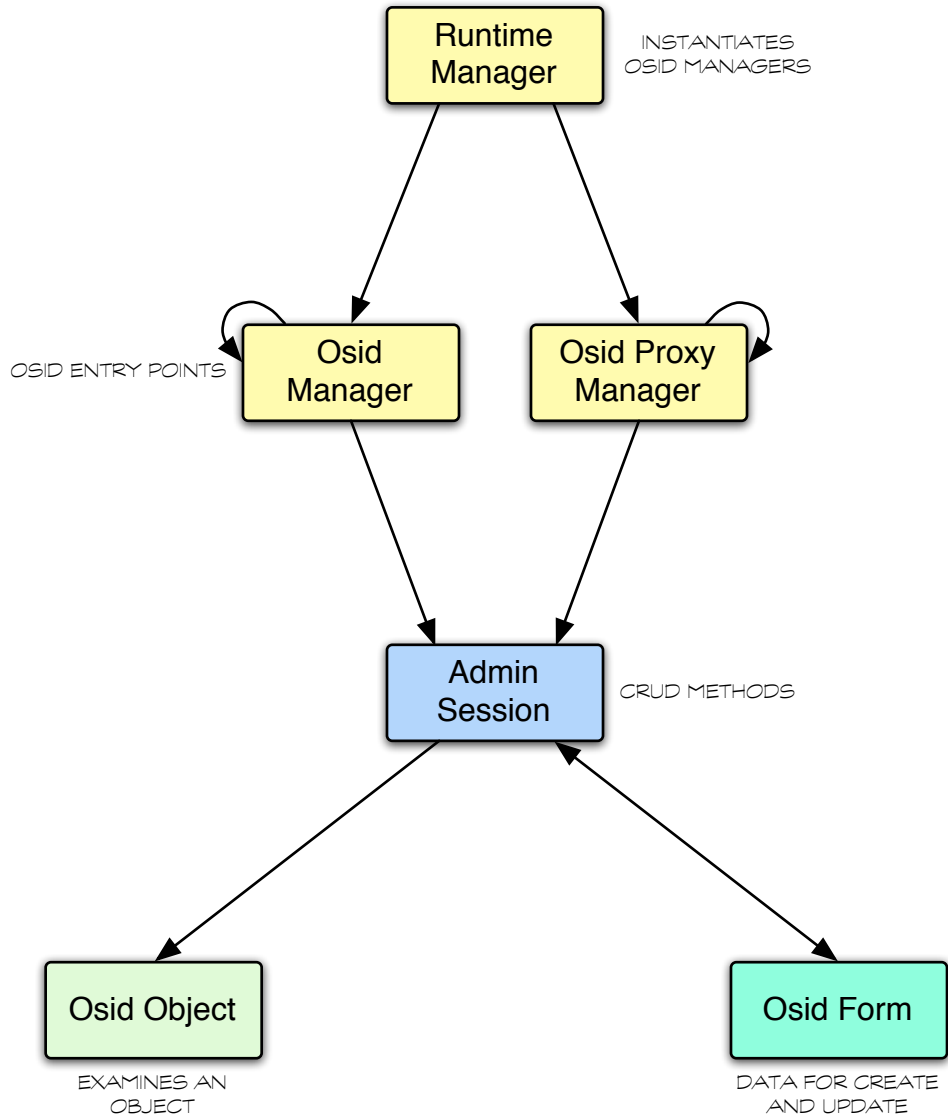 Runtime
Manager
INSTANTIATES
OSID MANAGERS
OSID ENTRY POINTS
Osid
Manager
Osid Proxy
Manager
Admin
Session
CRUD METHODS
Osid Object
Osid Form
EXAMINES AN
OBJECT
DATA FOR CREATE
AND UPDATE